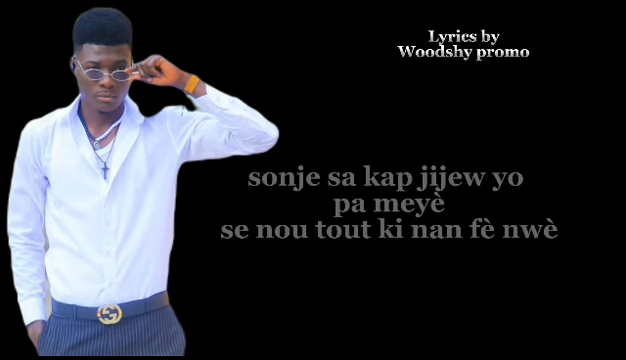 Lyrics by
Woodshy promo
sonje sa kap jijew yo
pa meyè
se nou tout ki nan fè nwè